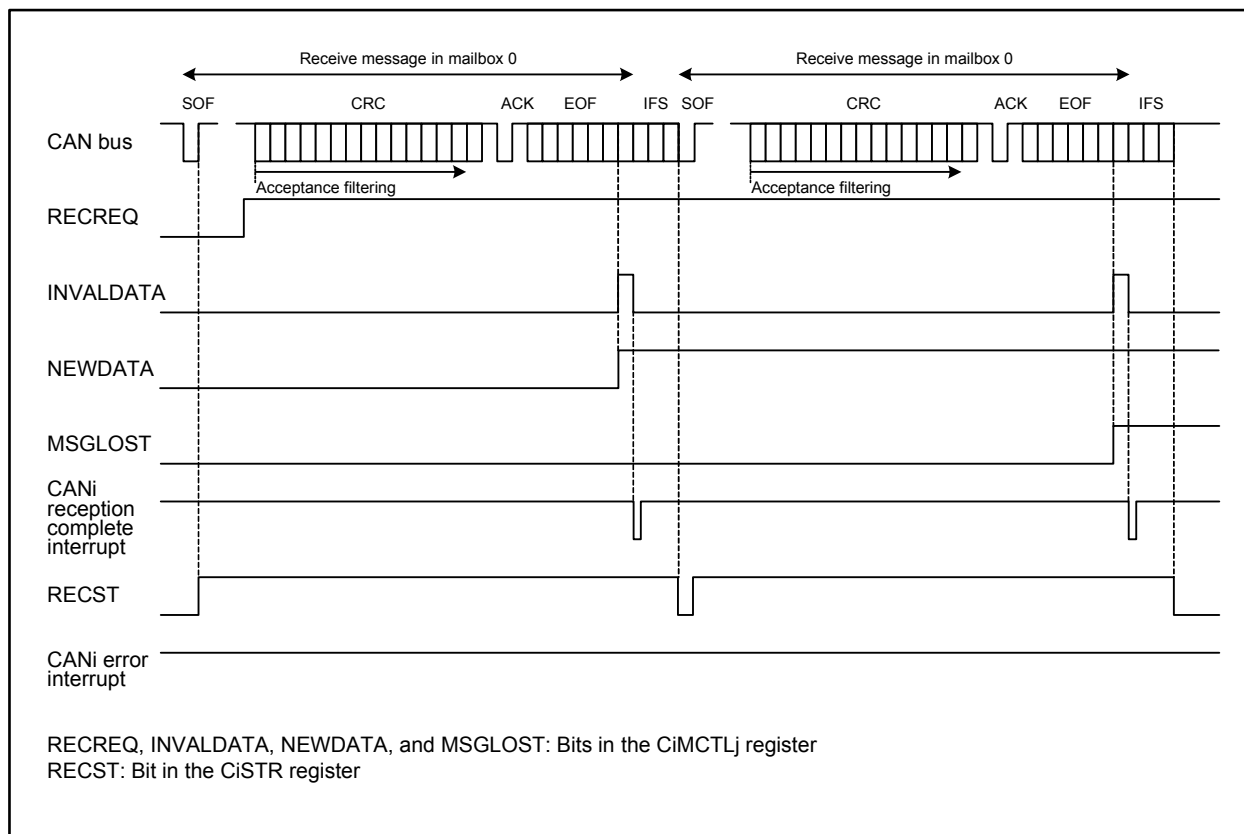 Receive message in mailbox 0 Receive message in mailbox 0
SOF CRC ACK EOF IFS SOF CRC ACK EOF IFS
CAN bus
Acceptance filtering Acceptance filtering
RECREQ
INVALDATA
NEWDATA
MSGLOST
CANi
reception
complete
interrupt
RECST
CANi error
interrupt
RECREQ, INVALDATA, NEWDATA, and MSGLOST: Bits in the CiMCTLj register
RECST: Bit in the CiSTR register